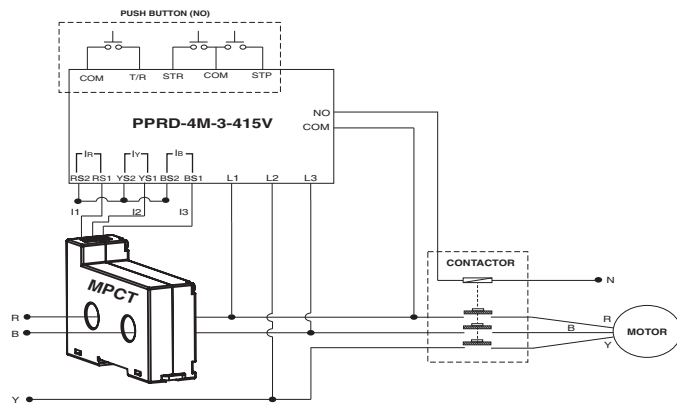 PUSH BUTTON (NO)
COM T/R STR COM STP
PPRD-4M-3-415V
NO
COM
IR IY IB
RS2 RS1 YS2 YS1 BS2 BS1 L1 L2 L3
I1 I2 I3
MPCT
CONTACTOR
N
R
B
Y
R
B
Y
MOTOR